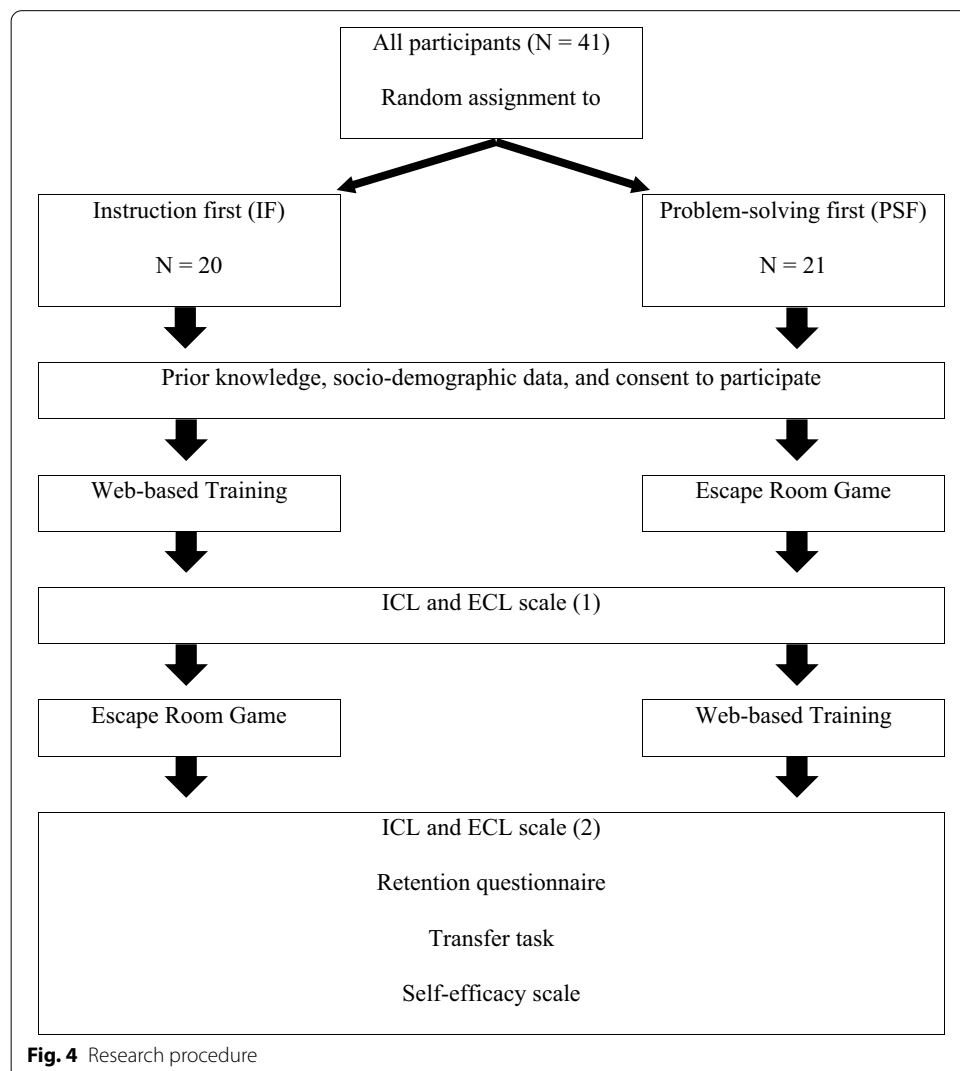 All participants (N = 41)
Random assignment to
Instruction first (IF)
N = 20
Problem-solving first (PSF)
N = 21
Prior knowledge, socio-demographic data, and consent to participate
Web-based Training
Escape Room Game
ICL and ECL scale (1)
Escape Room Game
Web-based Training
ICL and ECL scale (2)
Retention questionnaire
Transfer task
Self-efficacy scale
Fig. 4 Research procedure